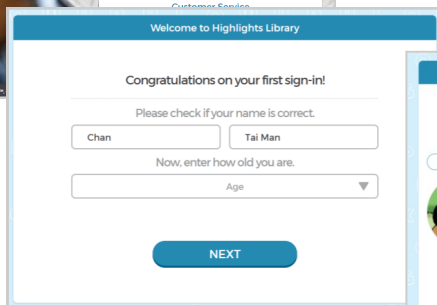 Customer Service
Welcome to Highlights Library
Congratulations on your first sign-in!
Please check if your name is correct.
Chan Tai Man
Now, enter how old you are.
Age
NEXT